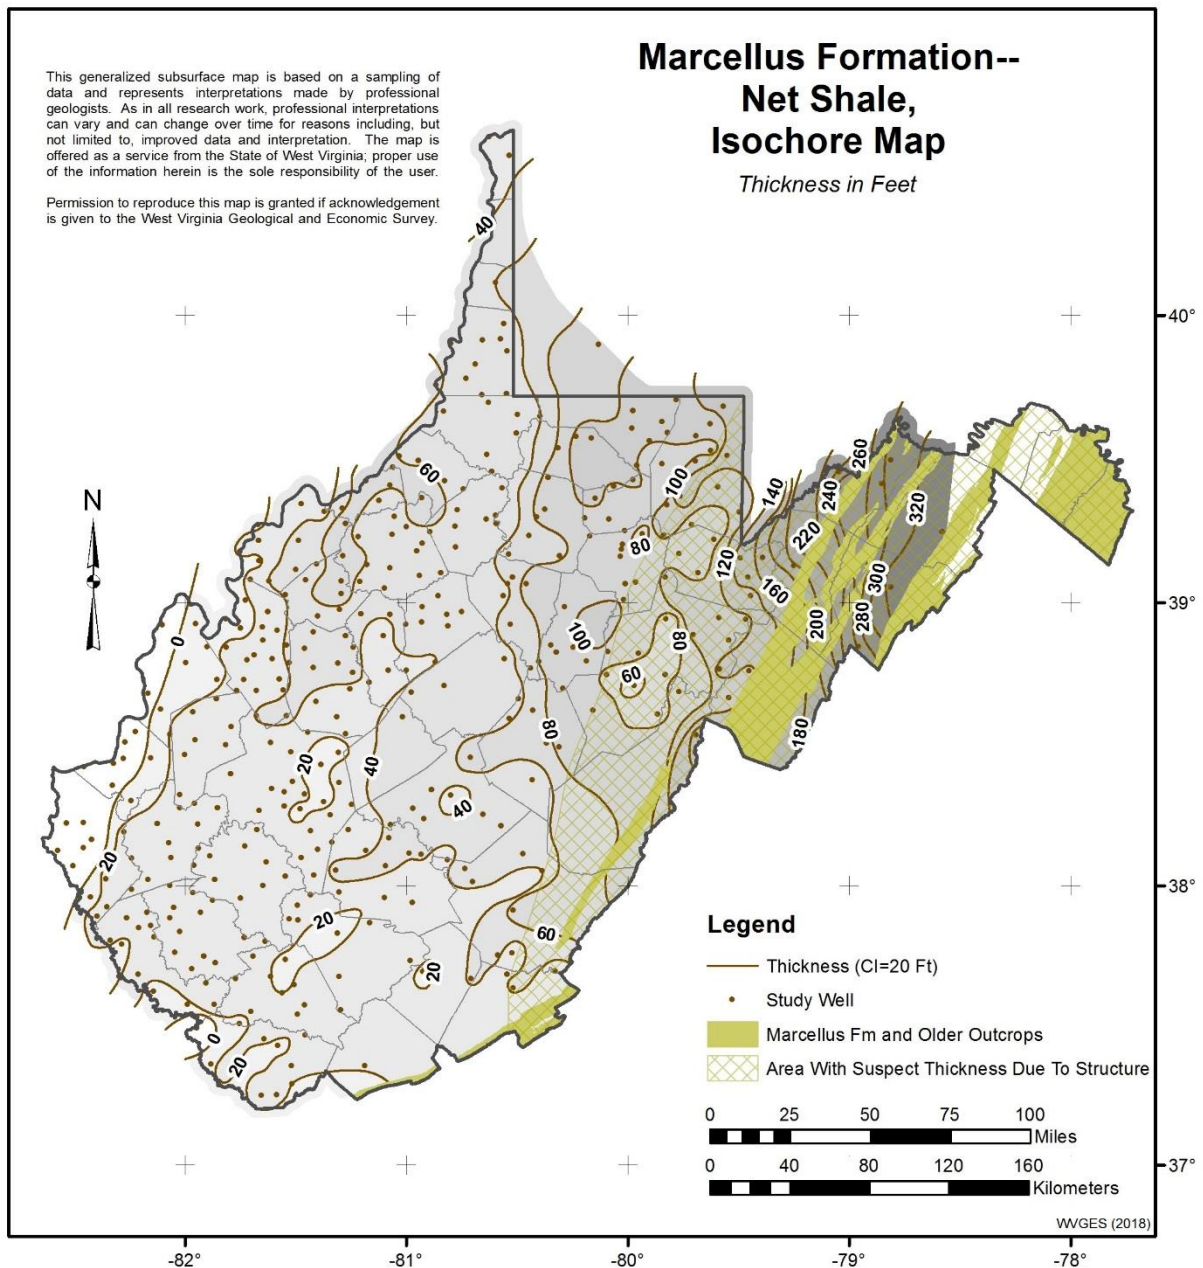 Marcellus Formation--
Net Shale,
Isochore Map
Thickness in Feet
This generalized subsurface map is based on a sampling of
data and represents interpretations made by professional
geologists. As in all research work, professional interpretations
can vary and can change over time for reasons including, but
not limited to, improved data and interpretation. The map is
offered as a service from the State of West Virginia; proper use
of the information herein is the sole responsibility of the user.
Permission to reproduce this map is granted if acknowledgement
is given to the West Virginia Geological and Economic Survey.
40
40°
60
100
140
240
260
320
220
80
120
160
N
300
39°
0
100
80
200
280
60
80
180
20
40
40
20
38°
20
60
20
0
20
Legend
Thickness (CI=20 Ft)
Study Well
Marcellus Fm and Older Outcrops
Area With Suspect Thickness Due To Structure
0 25 50 75 100
Miles
0 40 80 120 160
Kilometers
37°
WVGES (2018)
-82° -81° -80° -79° -78°